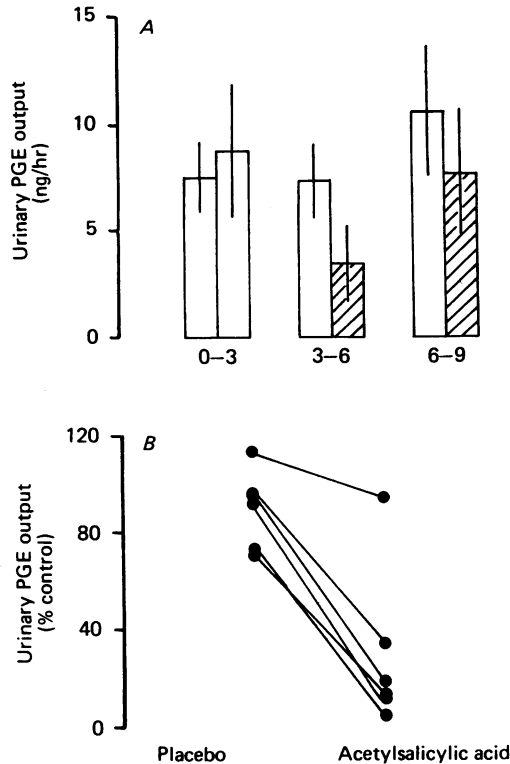 15
A
10
5
0
Urinary PGE output
(ng/hr)
0–3
3–6
6–9
120
B
80
40
0
Urinary PGE output
(% control)
Placebo
Acetylsalicylic acid